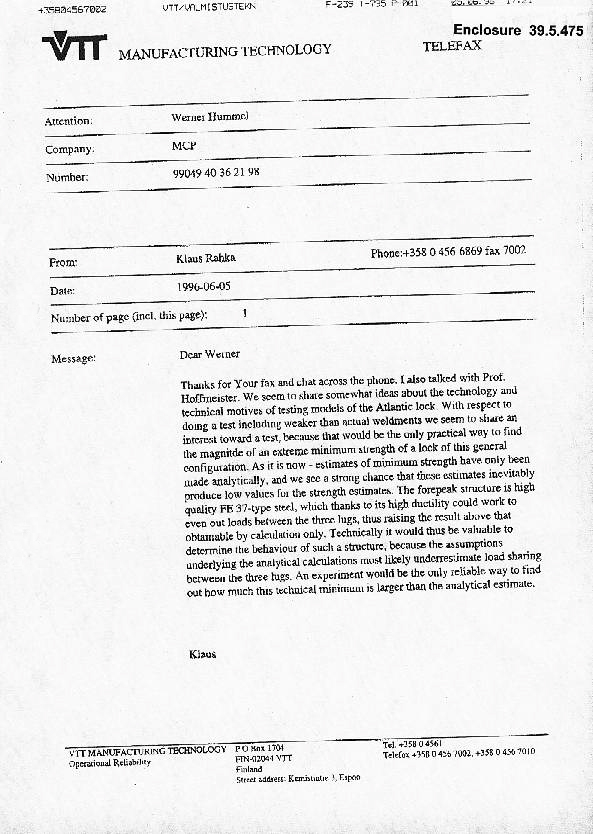 +35804567002 VTT/VALMISTUSTEKN F-239 T-735 P-001
Enclosure 39.5.475
VTT MANUFACTURING TECHNOLOGY TELEFAX
Attention: Werner Hummel
Company: MCP
Number: 99049 40 36 21 98
From: Klaus Rahka Phone:+358 0 456 6869 fax 7002
Date: 1996-06-05
Number of page (incl. this page): 1
Message: Dear Werner
Thanks for Your fax and chat across the phone. I also talked with Prof.
Hoffmeister. We seem to share somewhat ideas about the technology and
technical motives of testing models of the Atlantic lock. With respect to
doing a test including weaker than actual weldments we seem to share an
interest toward a test, because that would be the only practical way to find
the magnitde of an extreme minimum strength of a lock of this general
configuration. As it is now - estimates of minimum strength have only been
made analytically, and we see a strong chance that these estimates inevitably
produce low values for the strength estimates. The forepeak structure is high
quality FE 37-type steel, which thanks to its high ductility could work to
even out loads between the three lugs, thus raising the result above that
obtainable by calculation only. Technically it would thus be valuable to
determine the behaviour of such a structure, because the assumptions
underlying the analytical calculations most likely underestimate load sharing
between the three lugs. An experiment would be the only reliable way to find
out how much this technical minimum is larger than the analytical estimate.
Klaus
VTT MANUFACTURING TECHNOLOGY P O Box 1704 Tel. +358 0 4561
Operational Reliability FIN-02044 VTT Telefox +358 0 456 7002, +358 0 456 7010
Finland
Street address: Kemistintie 3, Espoo